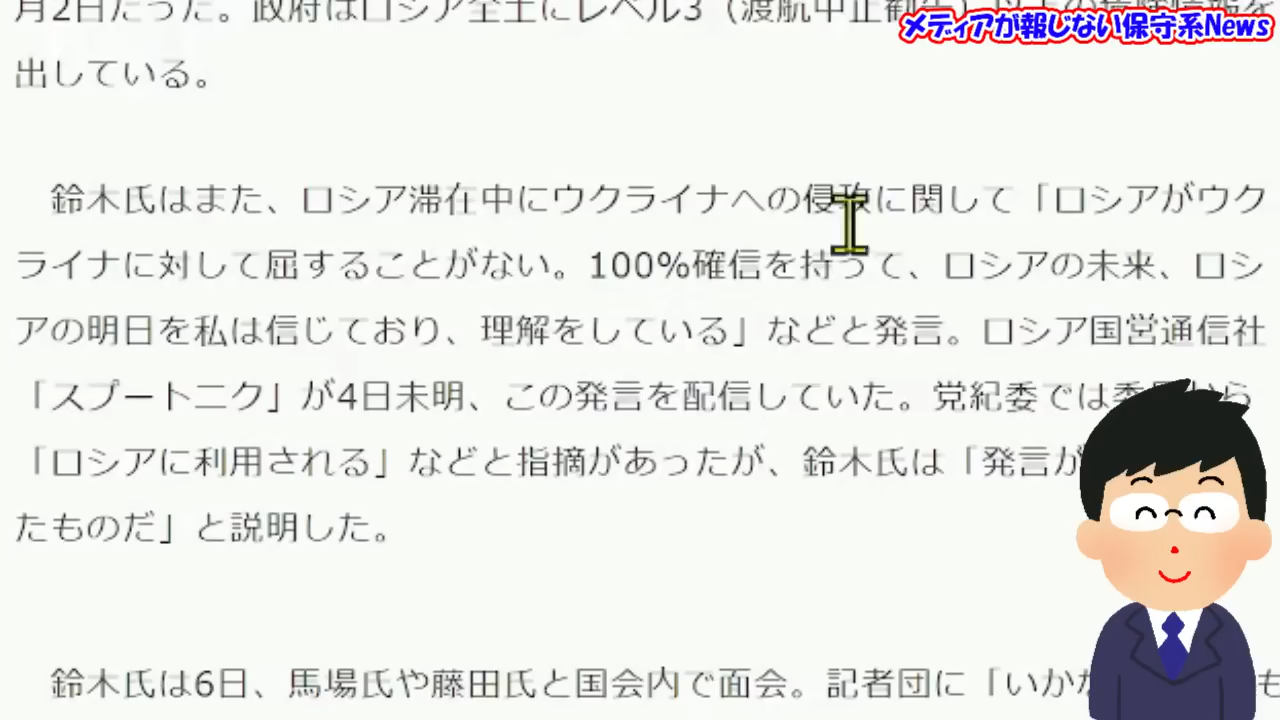 月2日だった。政府はロシア全土にレベル3（渡航中止勧告）以上の危険情報を
メディアが報じない保守系News
出している。
鈴木氏はまた、ロシア滞在中にウクライナへの侵攻に関して「ロシアがウク
ライナに対して屈することがない。100%確信を持って、ロシアの未来、ロシ
アの明日を私は信じており、理解をしている」などと発言。ロシア国営通信社
「スプートニク」が4日未明、この発言を配信していた。党紀委では委員から
「ロシアに利用される」などと指摘があったが、鈴木氏は「発言が
たものだ」と説明した。
鈴木氏は6日、馬場氏や藤田氏と国会内で面会。記者団に「いか